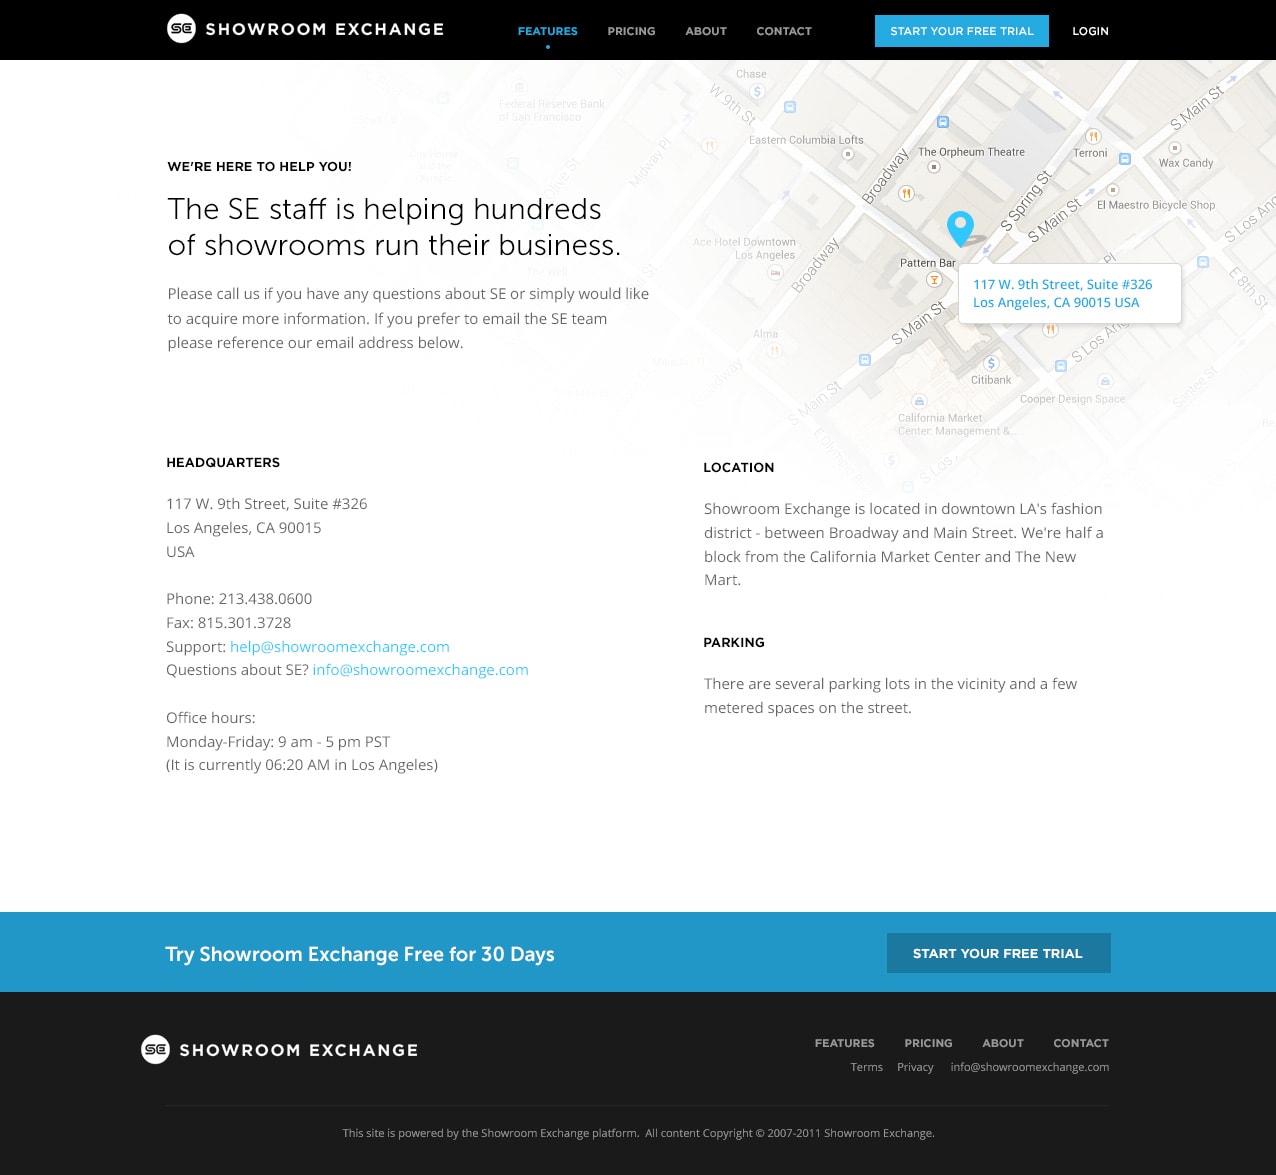 SE SHOWROOM EXCHANGE
FEATURES PRICING ABOUT CONTACT
START YOUR FREE TRIAL
LOGIN
Chase
Federal Reserve Bank
of San Francisco
W 9th St
Eastern Columbia Lofts
Broadway
The Orpheum Theatre
S Main St
Terroni
Wax Candy
S Spring St
S Main St
El Maestro Bicycle Shop
Ace Hotel Downtown
Los Angeles
Broadway
Pattern Bar
117 W. 9th Street, Suite #326
Los Angeles, CA 90015 USA
E 8th St
Alma
S Main St
Citibank
Broadway
S Main St
Cooper Design Space
Santee St
California Market
Center: Management &...
WE'RE HERE TO HELP YOU!
The SE staff is helping hundreds
of showrooms run their business.
Please call us if you have any questions about SE or simply would like
to acquire more information. If you prefer to email the SE team
please reference our email address below.
HEADQUARTERS
117 W. 9th Street, Suite #326
Los Angeles, CA 90015
USA
Phone: 213.438.0600
Fax: 815.301.3728
Support: help@showroomexchange.com
Questions about SE? info@showroomexchange.com
Office hours:
Monday-Friday: 9 am - 5 pm PST
(It is currently 06:20 AM in Los Angeles)
LOCATION
Showroom Exchange is located in downtown LA's fashion
district - between Broadway and Main Street. We're half a
block from the California Market Center and The New
Mart.
PARKING
There are several parking lots in the vicinity and a few
metered spaces on the street.
Try Showroom Exchange Free for 30 Days
START YOUR FREE TRIAL
SE SHOWROOM EXCHANGE
FEATURES PRICING ABOUT CONTACT
Terms Privacy info@showroomexchange.com
This site is powered by the Showroom Exchange platform. All content Copyright © 2007-2011 Showroom Exchange.